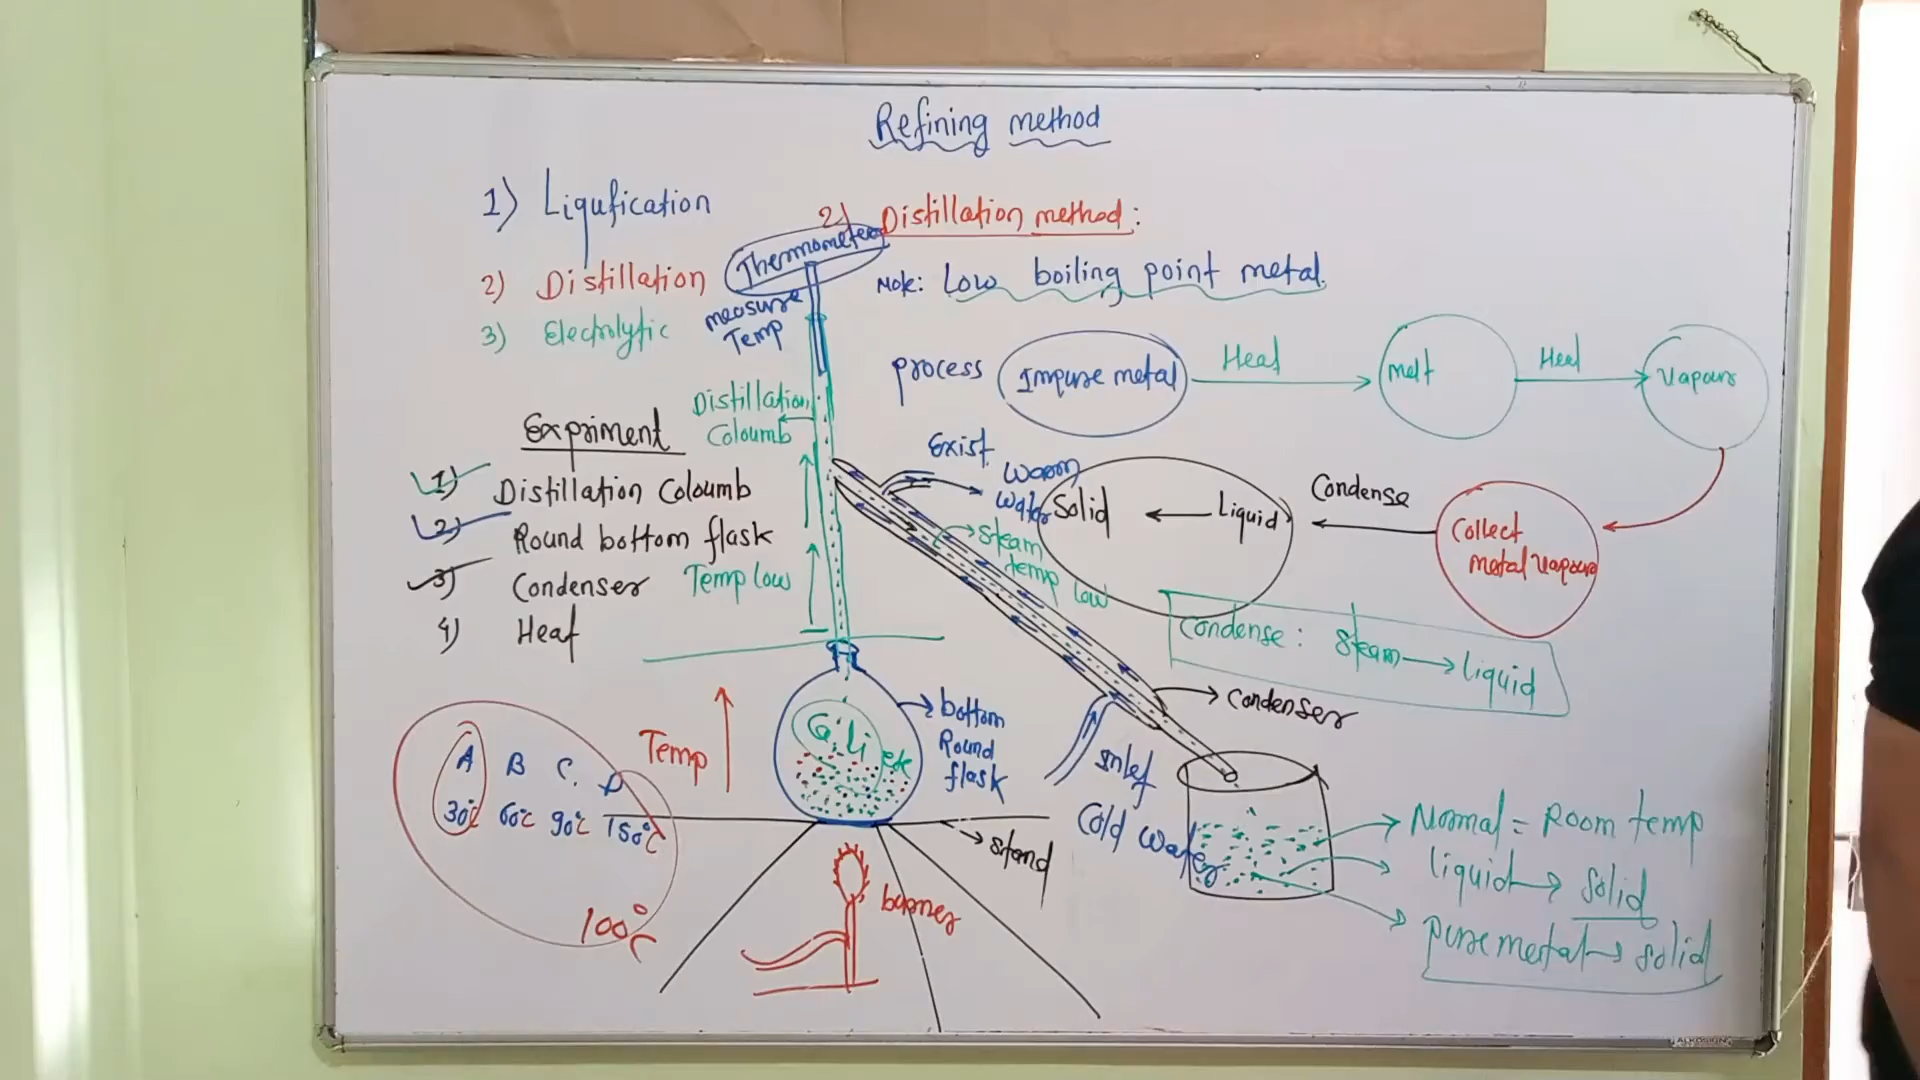 Refining method
1) Liqufication
2) Distillation
3) Electrolytic
2) Distillation method:
Note: Low boiling point metal.
Thermometer
measure
Temp
process
Impure metal
Heat
melt
Heat
Vapours
Collect
metal vapours
Condense
Liquid
Solid
Condense: Steam → liquid
Distillation
Coloumb
Expriment
1) Distillation Coloumb
2) Round bottom flask
3) Condenser
4) Heat
Temp low
Exist
Warm
water
Steam
temp low
Condenser
bottom
Round
flask
Inlet
Cold water
Temp
A B C. D
30°C 60°C 90°C 150°C
100°C
stand
burner
Normal = Room temp
liquid → solid
pure metal → solid